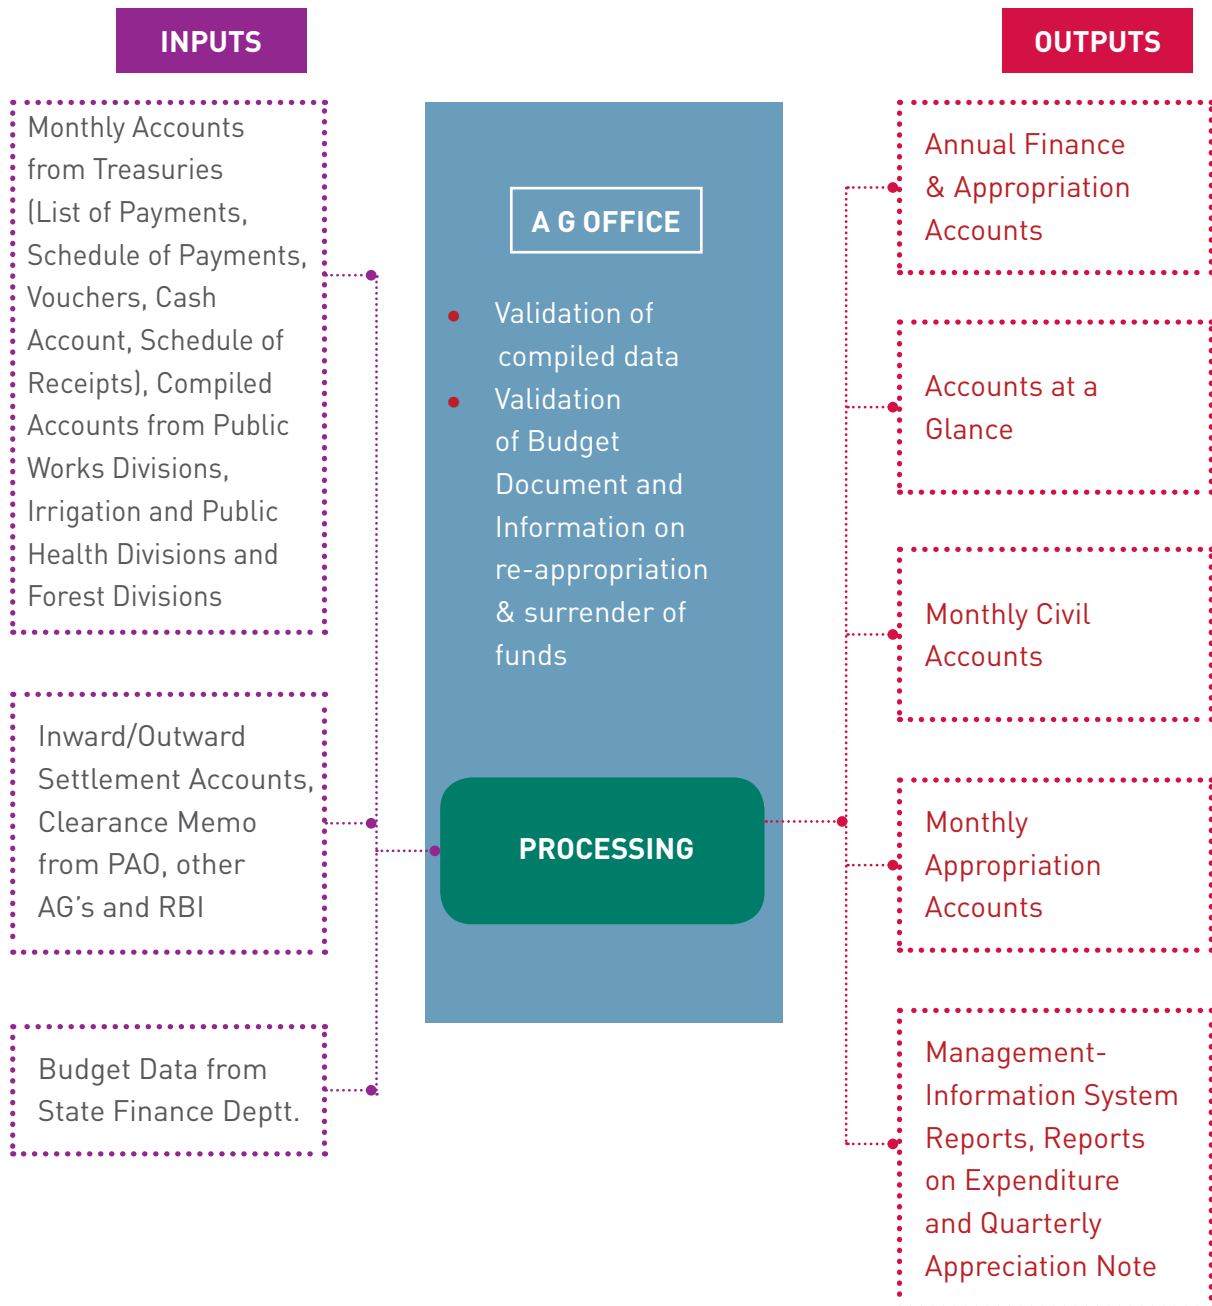 INPUTS
Monthly Accounts
from Treasuries
(List of Payments,
Schedule of Payments,
Vouchers, Cash
Account, Schedule of
Receipts), Compiled
Accounts from Public
Works Divisions,
Irrigation and Public
Health Divisions and
Forest Divisions
Inward/Outward
Settlement Accounts,
Clearance Memo
from PAO, other
AG’s and RBI
Budget Data from
State Finance Deptt.
A G OFFICE
• Validation of
compiled data
• Validation
of Budget
Document and
Information on
re-appropriation
& surrender of
funds
PROCESSING
OUTPUTS
Annual Finance
& Appropriation
Accounts
Accounts at a
Glance
Monthly Civil
Accounts
Monthly
Appropriation
Accounts
Management-
Information System
Reports, Reports
on Expenditure
and Quarterly
Appreciation Note